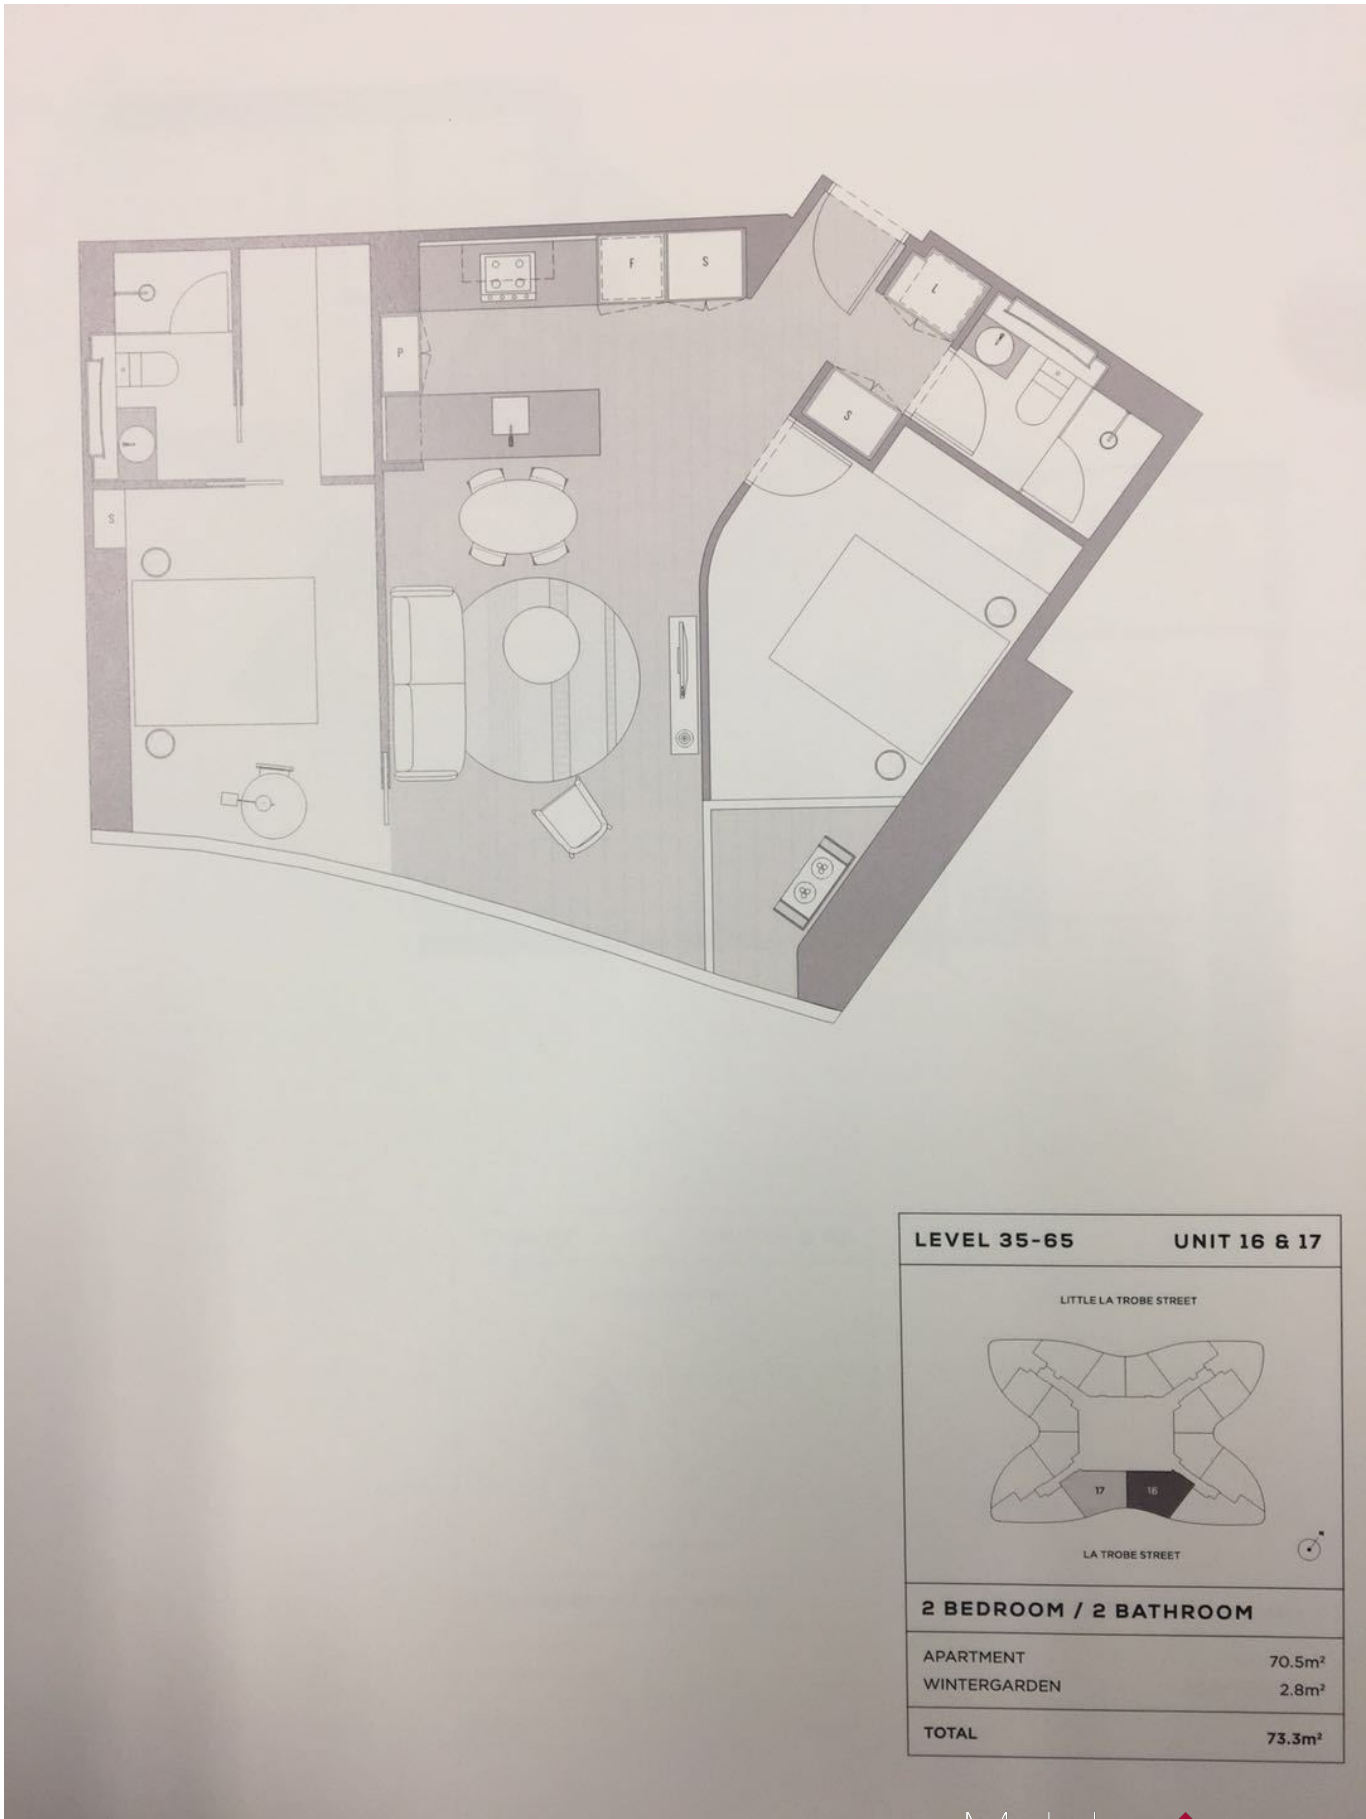 F
S
L
P
S
S
LEVEL 35-65 UNIT 16 & 17
LITTLE LA TROBE STREET
17 16
N
LA TROBE STREET
2 BEDROOM / 2 BATHROOM
APARTMENT 70.5m²
WINTERGARDEN 2.8m²
TOTAL 73.3m²